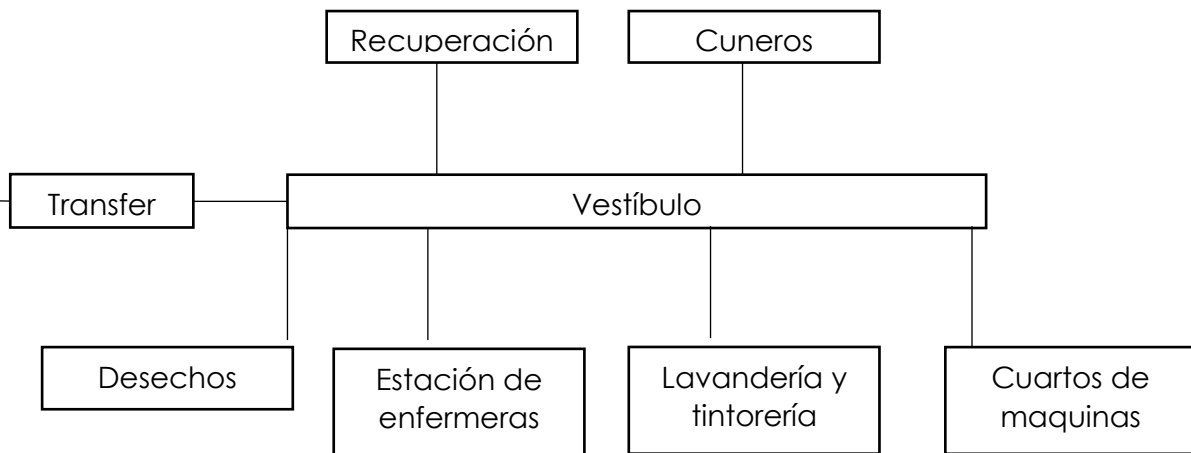 Recuperación
Cuneros
Transfer
Vestíbulo
Desechos
Estación de
enfermeras
Lavandería y
tintorería
Cuartos de
maquinas